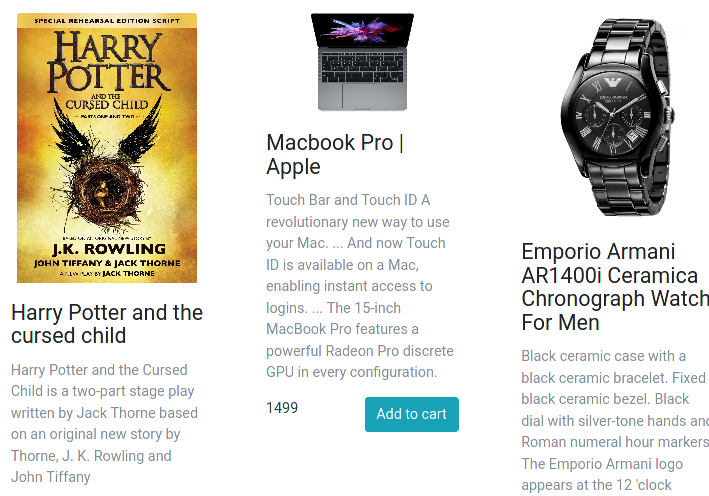 SPECIAL REHEARSAL EDITION SCRIPT
HARRY
POTTER
AND THE
CURSED CHILD
PARTS ONE AND TWO
BASED ON AN ORIGINAL NEW STORY BY
J.K. ROWLING
JOHN TIFFANY & JACK THORNE
A NEW PLAY BY JACK THORNE
Harry Potter and the
cursed child
Harry Potter and the Cursed
Child is a two-part stage play
written by Jack Thorne based
on an original new story by
Thorne, J. K. Rowling and
John Tiffany
Macbook Pro |
Apple
Touch Bar and Touch ID A
revolutionary new way to use
your Mac. ... And now Touch
ID is available on a Mac,
enabling instant access to
logins. ... The 15-inch
MacBook Pro features a
powerful Radeon Pro discrete
GPU in every configuration.
1499
Add to cart
EMPORIO ARMANI
Emporio Armani
AR1400i Ceramica
Chronograph Watch
For Men
Black ceramic case with a
black ceramic bracelet. Fixed
black ceramic bezel. Black
dial with silver-tone hands and
Roman numeral hour markers
The Emporio Armani logo
appears at the 12 'clock